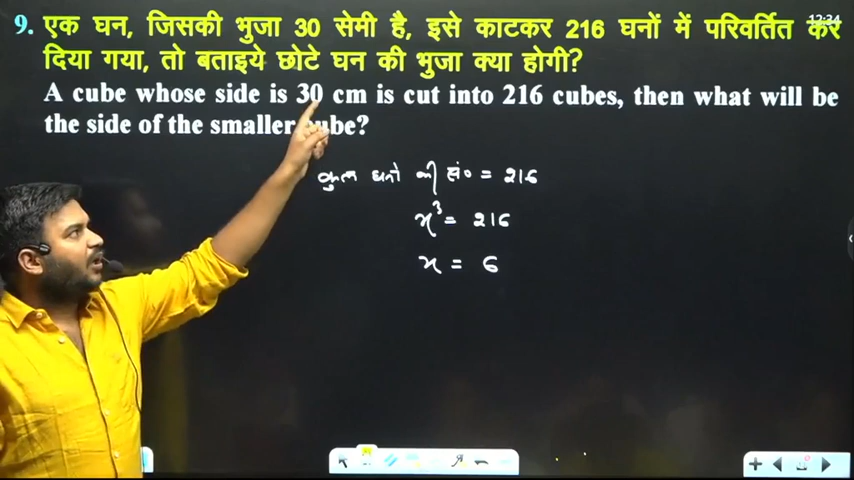 12:34
9. एक घन, जिसकी भुजा 30 सेमी है, इसे काटकर 216 घनों में परिवर्तित कर
दिया गया, तो बताइये छोटे घन की भुजा क्या होगी?
A cube whose side is 30 cm is cut into 216 cubes, then what will be
the side of the smaller cube?
कुल घनो की सं० = 216
x³ = 216
x = 6